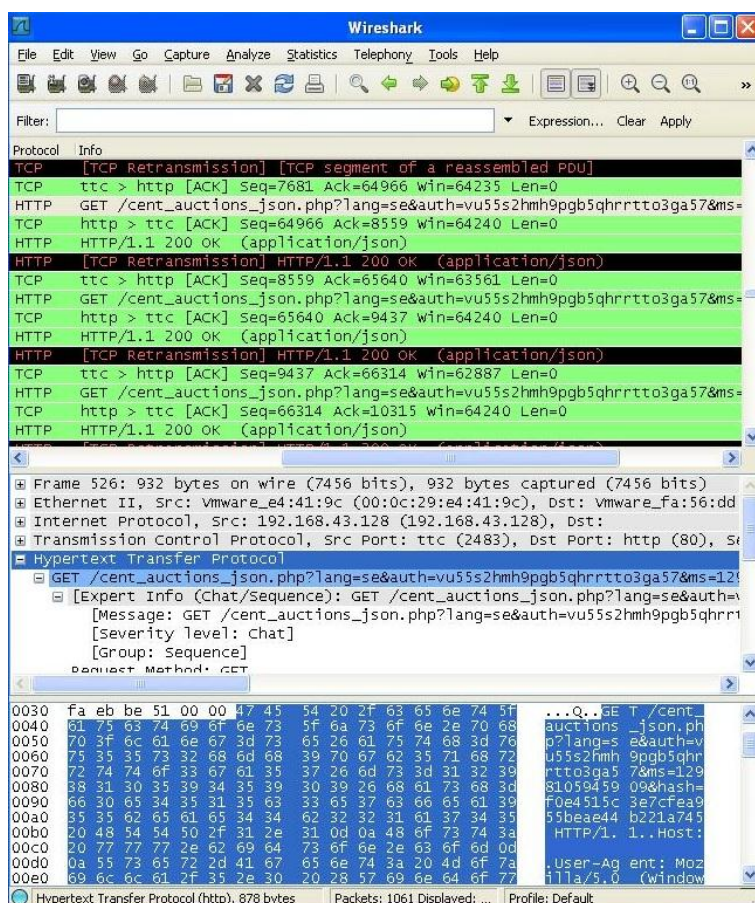 Wireshark
File Edit View Go Capture Analyze Statistics Telephony Tools Help
Filter: Expression... Clear Apply
Protocol Info
TCP [TCP Retransmission] [TCP segment of a reassembled PDU]
TCP ttc > http [ACK] Seq=7681 Ack=64966 Win=64235 Len=0
HTTP GET /cent_auctions_json.php?lang=se&auth=vu55s2hmh9pgb5qhrrtto3ga57&ms=
TCP http > ttc [ACK] Seq=64966 Ack=8559 Win=64240 Len=0
HTTP HTTP/1.1 200 OK (application/json)
HTTP [TCP Retransmission] HTTP/1.1 200 OK (application/json)
TCP ttc > http [ACK] Seq=8559 Ack=65640 Win=63561 Len=0
HTTP GET /cent_auctions_json.php?lang=se&auth=vu55s2hmh9pgb5qhrrtto3ga57&ms=
TCP http > ttc [ACK] Seq=65640 Ack=9437 Win=64240 Len=0
HTTP HTTP/1.1 200 OK (application/json)
HTTP [TCP Retransmission] HTTP/1.1 200 OK (application/json)
TCP ttc > http [ACK] Seq=9437 Ack=66314 Win=62887 Len=0
HTTP GET /cent_auctions_json.php?lang=se&auth=vu55s2hmh9pgb5qhrrtto3ga57&ms=
TCP http > ttc [ACK] Seq=66314 Ack=10315 Win=64240 Len=0
HTTP HTTP/1.1 200 OK (application/json)
Frame 526: 932 bytes on wire (7456 bits), 932 bytes captured (7456 bits)
Ethernet II, Src: Vmware_e4:41:9c (00:0c:29:e4:41:9c), Dst: Vmware_fa:56:dd
Internet Protocol, Src: 192.168.43.128 (192.168.43.128), Dst:
Transmission Control Protocol, Src Port: ttc (2483), Dst Port: http (80), Se
Hypertext Transfer Protocol
GET /cent_auctions_json.php?lang=se&auth=vu55s2hmh9pgb5qhrrtto3ga57&ms=129
[Expert Info (Chat/Sequence): GET /cent_auctions_json.php?lang=se&auth=v
[Message: GET /cent_auctions_json.php?lang=se&auth=vu55s2hmh9pgb5qhrrt
[Severity level: Chat]
[Group: Sequence]
Request Method: GET
0030 fa eb be 51 00 00 47 45 54 20 2f 63 65 6e 74 5f ...Q..GE T /cent_
0040 61 75 63 74 69 6f 6e 73 5f 6a 73 6f 6e 2e 70 68 auctions _json.ph
0050 70 3f 6c 61 6e 67 3d 73 65 26 61 75 74 68 3d 76 p?lang=s e&auth=v
0060 75 35 35 73 32 68 6d 68 39 70 67 62 35 71 68 72 u55s2hmh 9pgb5qhr
0070 72 74 74 6f 33 67 61 35 37 26 6d 73 3d 31 32 39 rtto3ga5 7&ms=129
0080 38 31 30 35 39 34 35 39 30 39 26 68 61 73 68 3d 81059459 09&hash=
0090 66 30 65 34 35 31 35 63 33 65 37 63 66 65 61 39 f0e4515c 3e7cfea9
00a0 35 35 62 65 61 65 34 34 62 32 32 31 61 37 34 35 55beae44 b221a745
00b0 20 48 54 54 50 2f 31 2e 31 0d 0a 48 6f 73 74 3a HTTP/1. 1..Host:
00c0 20 77 77 77 2e 62 69 64 73 6f 6e 2e 63 6f 6d 0d
00d0 0a 55 73 65 72 2d 41 67 65 6e 74 3a 20 4d 6f 7a .User-Ag ent: Moz
00e0 69 6c 6c 61 2f 35 2e 30 20 28 57 69 6e 64 6f 77 illa/5.0 (Window
Hypertext Transfer Protocol (http), 878 bytes Packets: 1061 Displayed: ... Profile: Default